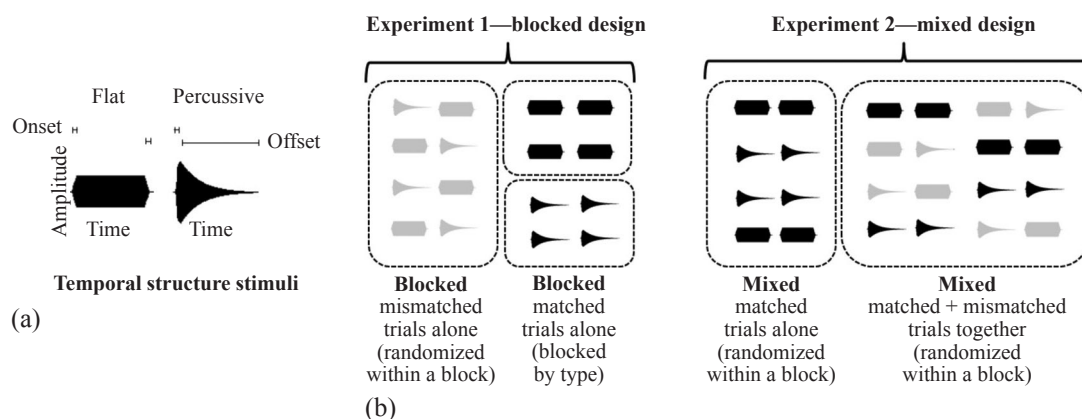 Flat
Percussive
Onset
Offset
Amplitude
Time
Time
Temporal structure stimuli
(a)
Experiment 1—blocked design
Blocked
mismatched
trials alone
(randomized
within a block)
Blocked
matched
trials alone
(blocked
by type)
Experiment 2—mixed design
Mixed
matched
trials alone
(randomized
within a block)
Mixed
matched + mismatched
trials together
(randomized
within a block)
(b)